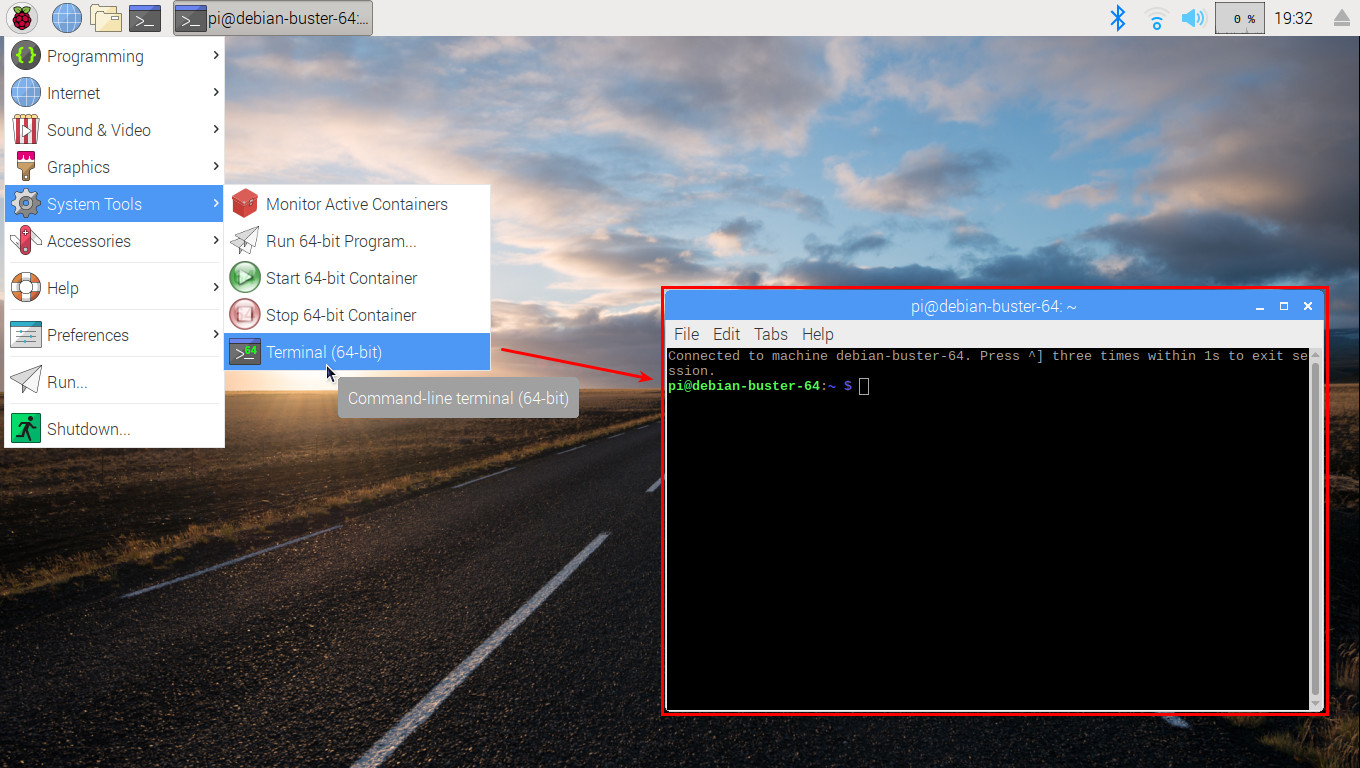 pi@debian-buster-64:...
0 %
19:32
Programming
Internet
Sound & Video
Graphics
System Tools
Accessories
Help
Preferences
Run...
Shutdown...
Monitor Active Containers
Run 64-bit Program...
Start 64-bit Container
Stop 64-bit Container
64
Terminal (64-bit)
Command-line terminal (64-bit)
pi@debian-buster-64: ~
File Edit Tabs Help
Connected to machine debian-buster-64. Press ^] three times within 1s to exit se
ssion.
pi@debian-buster-64:~ $